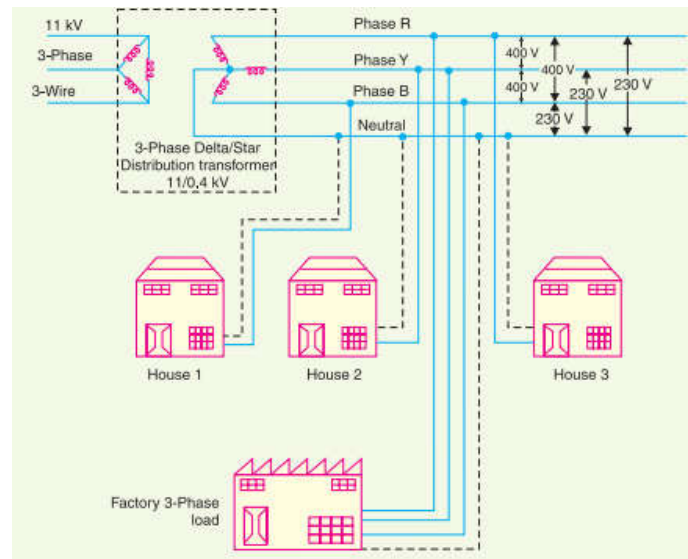 11 kV
3-Phase
3-Wire
3-Phase Delta/Star
Distribution transformer
11/0.4 kV
Phase R
Phase Y
Phase B
Neutral
400 V
400 V
400 V
230 V
230 V
230 V
House 1
House 2
House 3
Factory 3-Phase
load